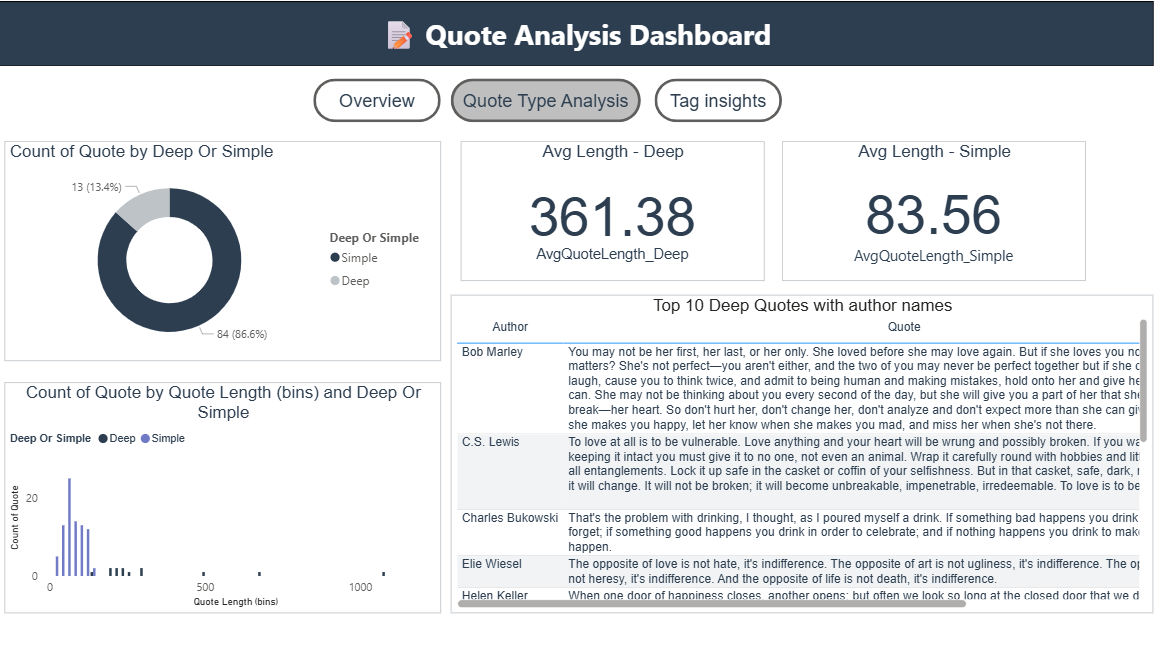 Quote Analysis Dashboard
Overview
Quote Type Analysis
Tag insights
Count of Quote by Deep Or Simple
13 (13.4%)
84 (86.6%)
Deep Or Simple
Simple
Deep
Avg Length - Deep
361.38
AvgQuoteLength_Deep
Avg Length - Simple
83.56
AvgQuoteLength_Simple
Count of Quote by Quote Length (bins) and Deep Or
Simple
Deep Or Simple Deep Simple
Count of Quote
20
0
0 500 1000
Quote Length (bins)
Top 10 Deep Quotes with author names
Author Quote
Bob Marley You may not be her first, her last, or her only. She loved before she may love again. But if she loves you
matters? She's not perfect—you aren't either, and the two of you may never be perfect together but if she
laugh, cause you to think twice, and admit to being human and making mistakes, hold onto her and give
can. She may not be thinking about you every second of the day, but she will give you a part of her that
break—her heart. So don't hurt her, don't change her, don't analyze and don't expect more than she can
she makes you happy, let her know when she makes you mad, and miss her when she's not there.
C.S. Lewis To love at all is to be vulnerable. Love anything and your heart will be wrung and possibly broken. If you
keeping it intact you must give it to no one, not even an animal. Wrap it carefully round with hobbies and
all entanglements. Lock it up safe in the casket or coffin of your selfishness. But in that casket, safe, dark,
it will change. It will not be broken; it will become unbreakable, impenetrable, irredeemable. To love is to be
Charles Bukowski That's the problem with drinking, I thought, as I poured myself a drink. If something bad happens you drink
forget; if something good happens you drink in order to celebrate; and if nothing happens you drink to
happen.
Elie Wiesel The opposite of love is not hate, it's indifference. The opposite of art is not ugliness, it's indifference. The
not heresy, it's indifference. And the opposite of life is not death, it's indifference.
Helen Keller When one door of happiness closes, another opens; but often we look so long at the closed door that we